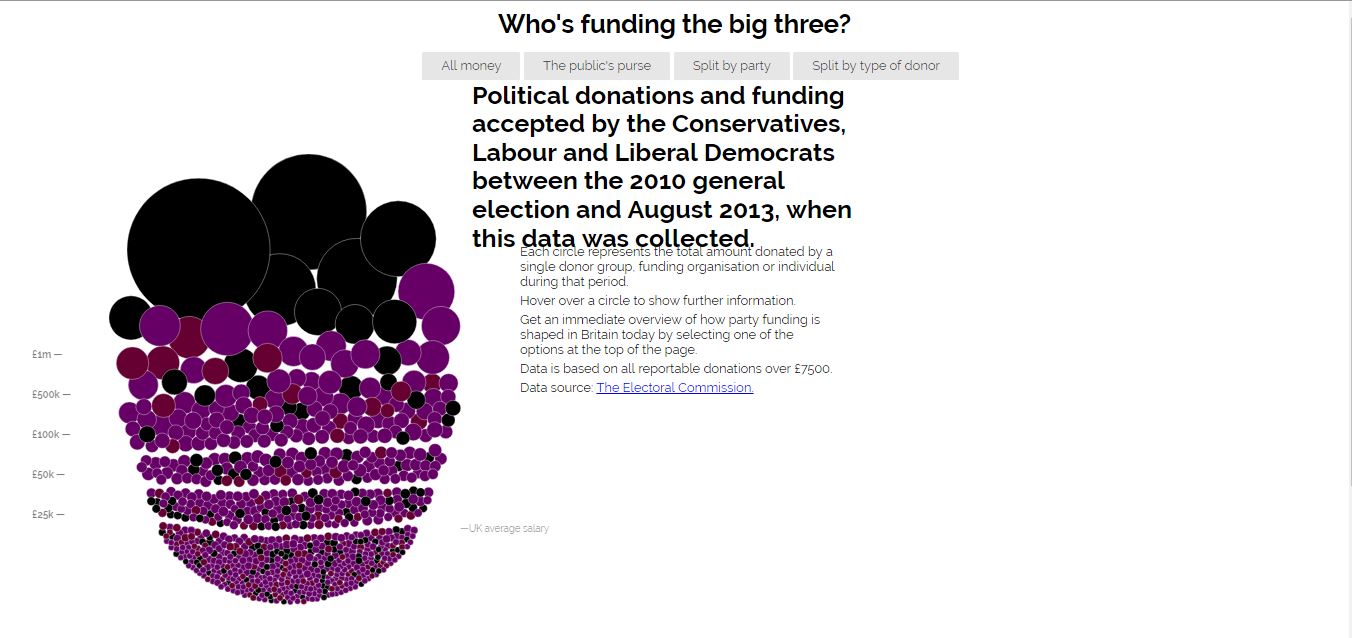 Who's funding the big three?
All money
The public's purse
Split by party
Split by type of donor
Political donations and funding
accepted by the Conservatives,
Labour and Liberal Democrats
between the 2010 general
election and August 2013, when
this data was collected.
Each circle represents the total amount donated by a
single donor group, funding organisation or individual
during that period.
Hover over a circle to show further information.
Get an immediate overview of how party funding is
shaped in Britain today by selecting one of the
options at the top of the page.
Data is based on all reportable donations over £7500.
Data source: The Electoral Commission.
£1m —
£500k —
£100k —
£50k —
£25k —
—UK average salary